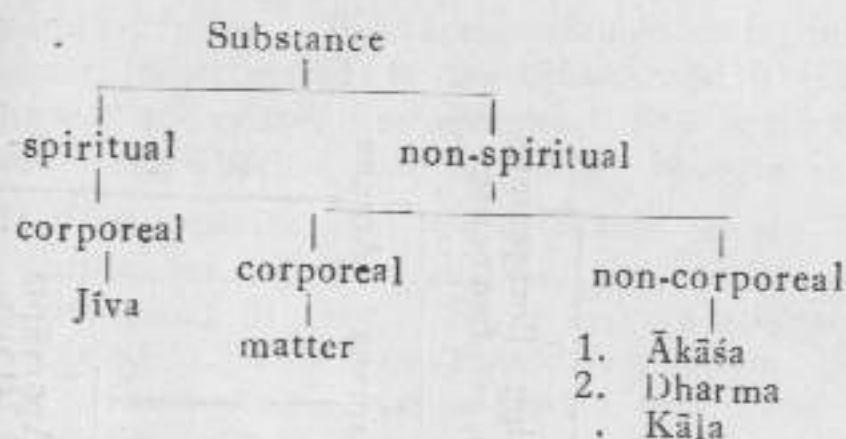 Substance
spiritual non-spiritual
corporeal
corporeal non-corporeal
Jíva
matter
1. Ākāśa
2. Dharma
. Kāla